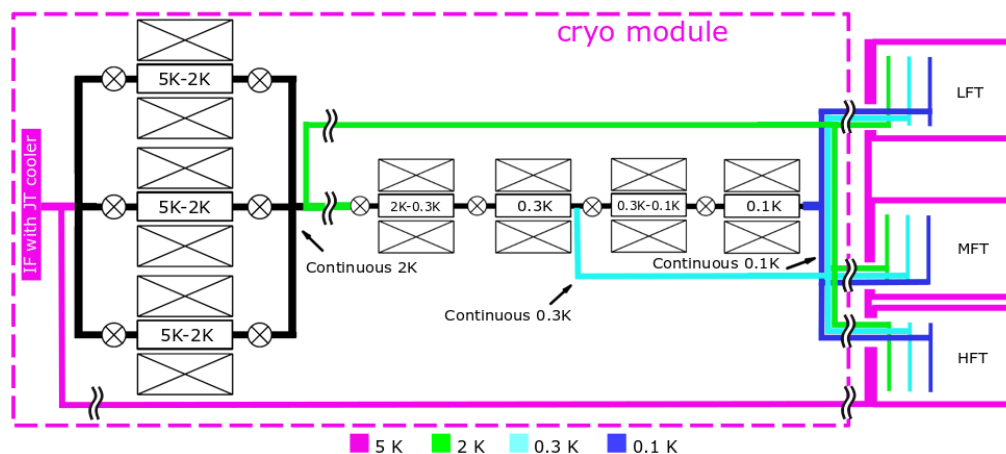 cryo module
IF with JT cooler
5K-2K
5K-2K
5K-2K
Continuous 2K
2K-0.3K
0.3K
0.3K-0.1K
0.1K
Continuous 0.3K
Continuous 0.1K
LFT
MFT
HFT
5 K
2 K
0.3 K
0.1 K